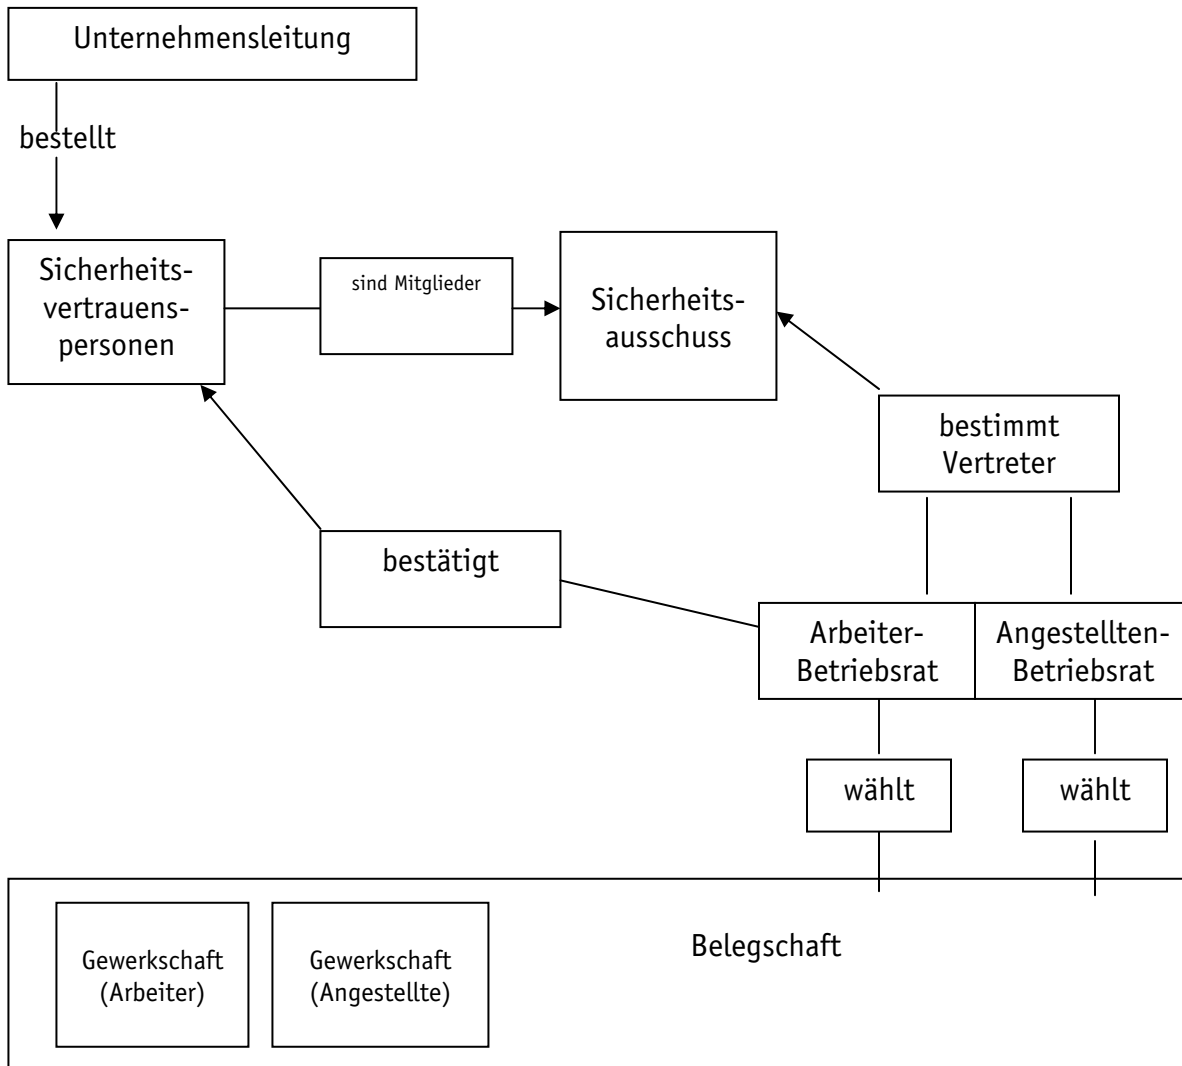 Unternehmensleitung
bestellt
Sicherheits-
vertrauens-
personen
sind Mitglieder
Sicherheits-
ausschuss
bestimmt
Vertreter
bestätigt
Arbeiter-
Betriebsrat
Angestellten-
Betriebsrat
wählt
wählt
Gewerkschaft
(Arbeiter)
Gewerkschaft
(Angestellte)
Belegschaft